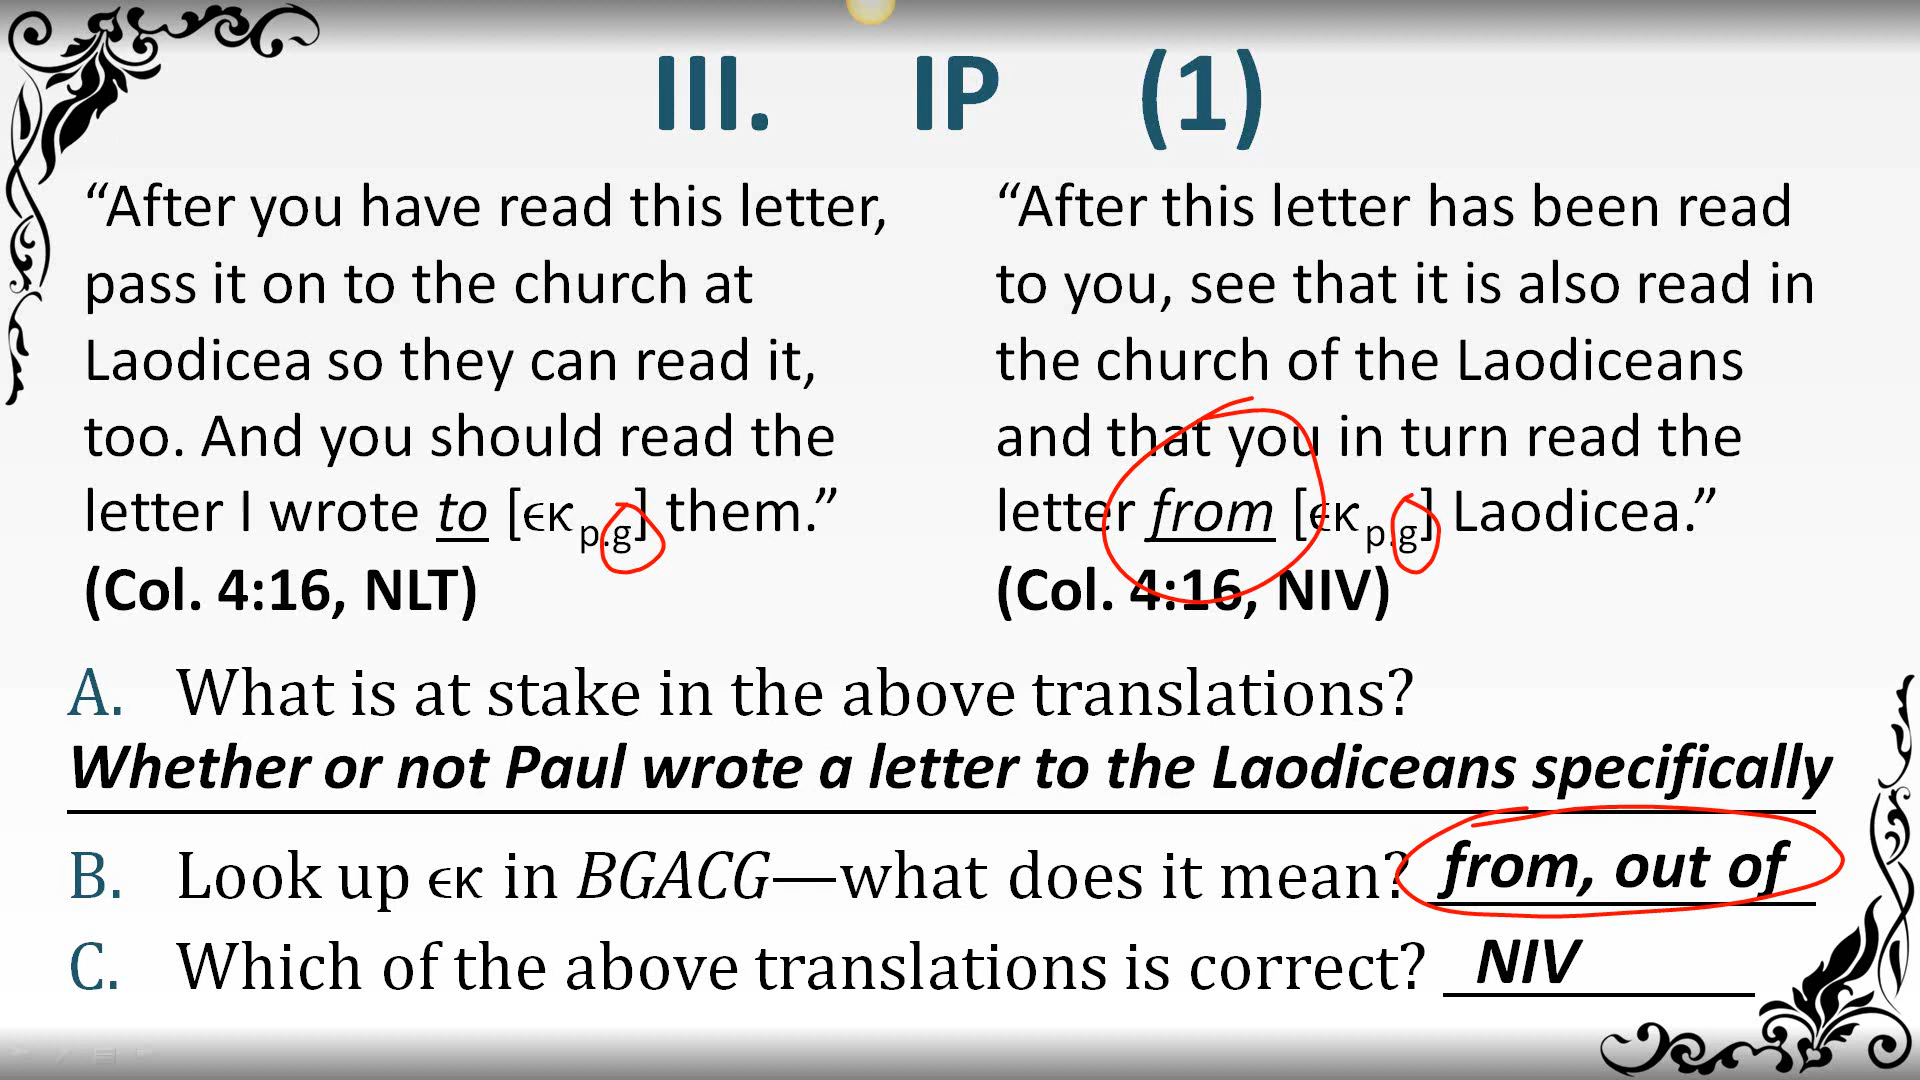 III. IP (1)
“After you have read this letter,
pass it on to the church at
Laodicea so they can read it,
too. And you should read the
letter I wrote to [ϵκ p.g] them.”
(Col. 4:16, NLT)
“After this letter has been read
to you, see that it is also read in
the church of the Laodiceans
and that you in turn read the
letter from [ϵκ p.g] Laodicea.”
(Col. 4:16, NIV)
A. What is at stake in the above translations?
Whether or not Paul wrote a letter to the Laodiceans specifically
B. Look up ϵκ in BGACG—what does it mean? from, out of
C. Which of the above translations is correct? NIV